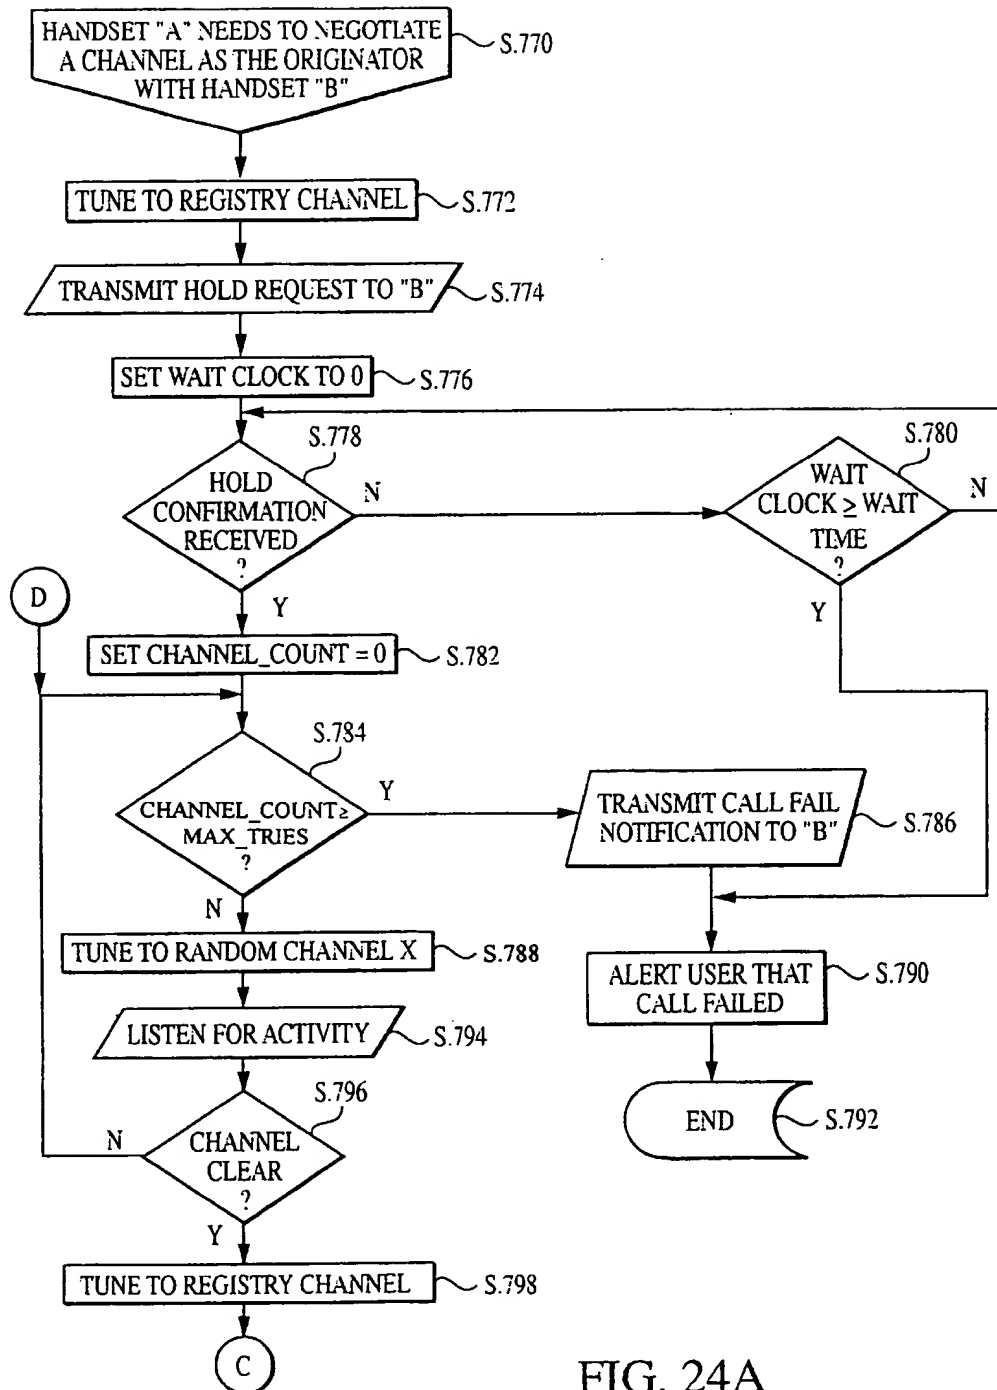 HANDSET "A" NEEDS TO NEGOTIATE
A CHANNEL AS THE ORIGINATOR
WITH HANDSET "B"
S.770
TUNE TO REGISTRY CHANNEL
S.772
TRANSMIT HOLD REQUEST TO "B"
S.774
SET WAIT CLOCK TO 0
S.776
S.778
HOLD
CONFIRMATION
RECEIVED
?
N
Y
S.780
WAIT
CLOCK ≥ WAIT
TIME
?
N
Y
D
SET CHANNEL_COUNT = 0
S.782
S.784
CHANNEL_COUNT≥
MAX_TRIES
?
Y
N
TRANSMIT CALL FAIL
NOTIFICATION TO "B"
S.786
TUNE TO RANDOM CHANNEL X
S.788
ALERT USER THAT
CALL FAILED
S.790
LISTEN FOR ACTIVITY
S.794
END
S.792
S.796
CHANNEL
CLEAR
?
N
Y
TUNE TO REGISTRY CHANNEL
S.798
C
FIG. 24A